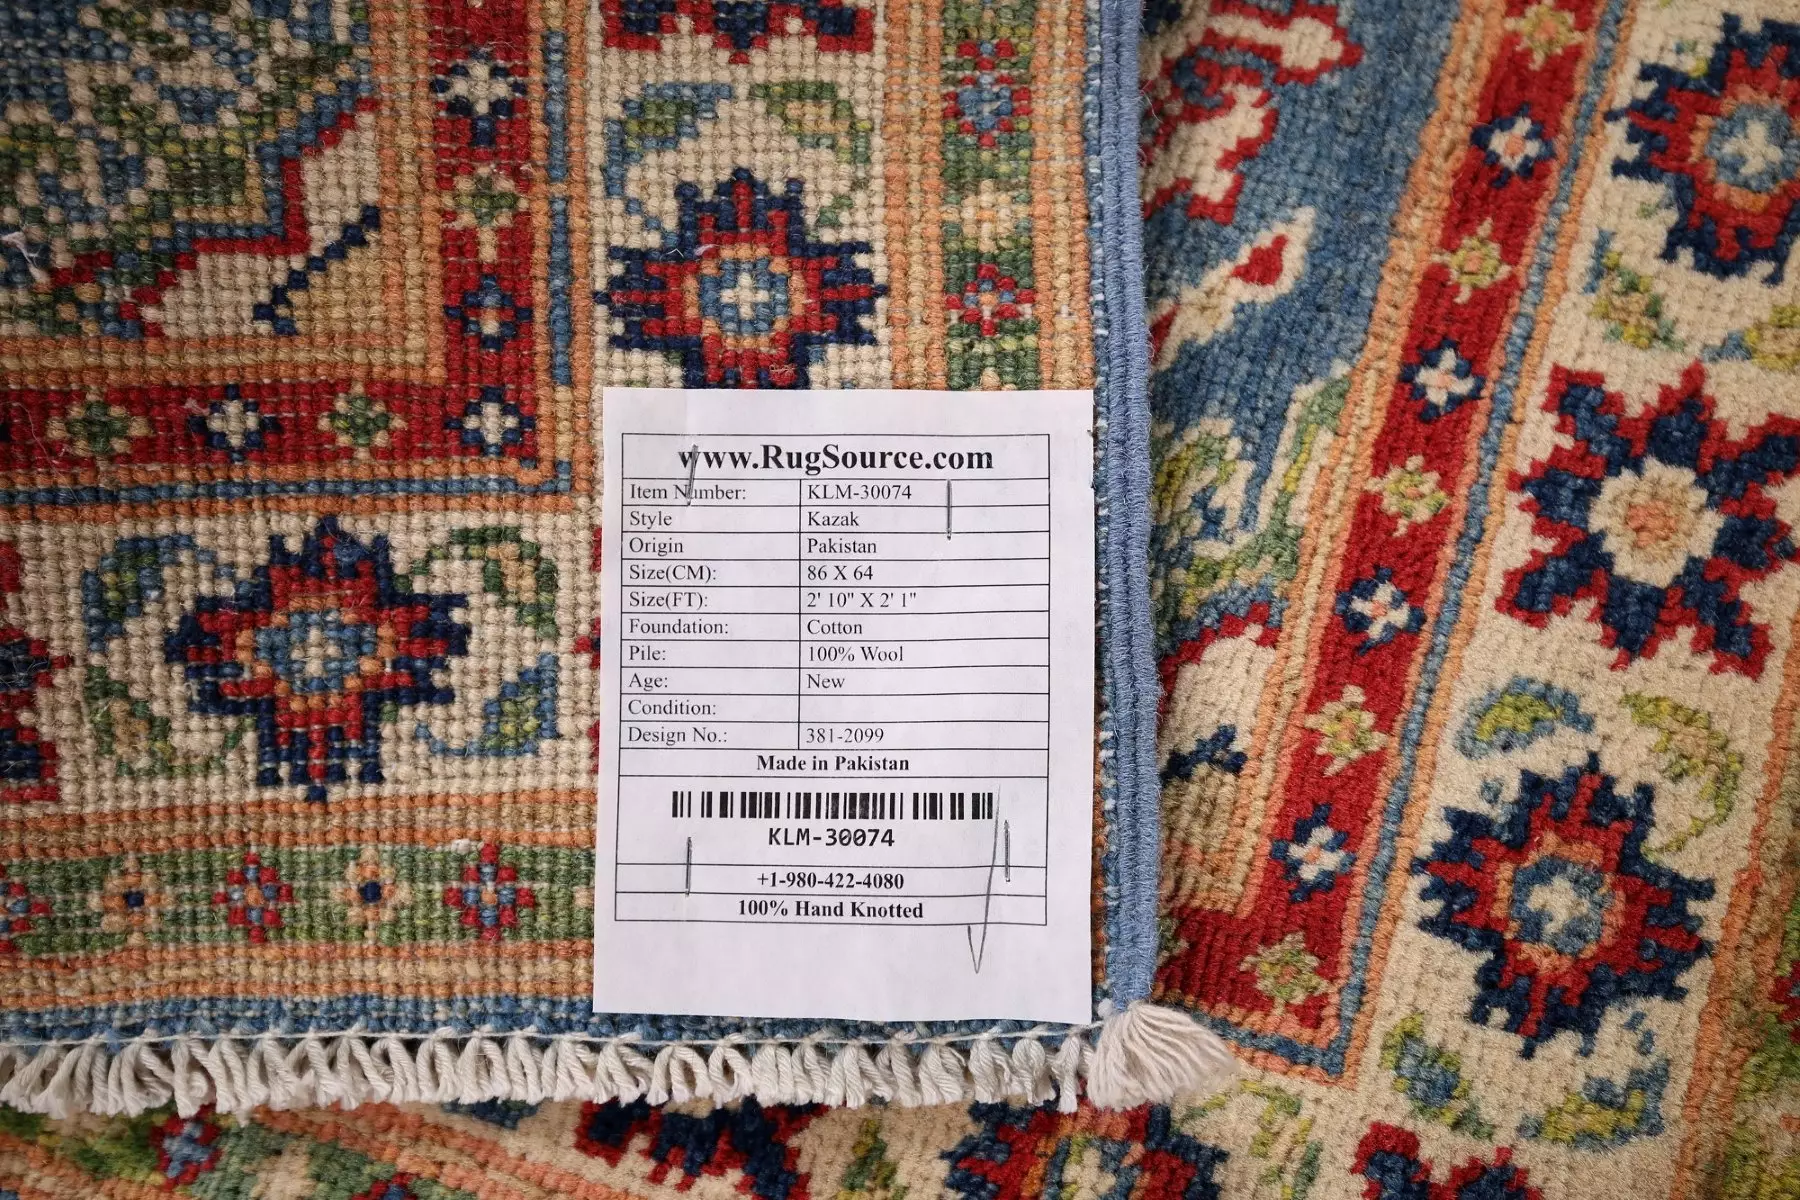 www.RugSource.com
Item Number: KLM-30074
Style Kazak
Origin Pakistan
Size(CM): 86 X 64
Size(FT): 2' 10" X 2' 1"
Foundation: Cotton
Pile: 100% Wool
Age: New
Condition:
Design No.: 381-2099
Made in Pakistan
KLM-30074
+1-980-422-4080
100% Hand Knotted